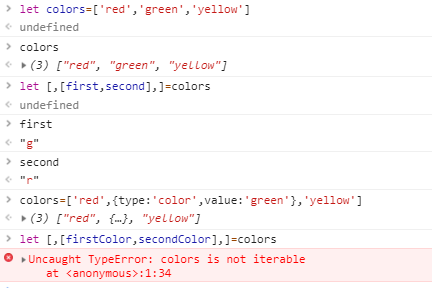 > let colors=['red','green','yellow']
< undefined
> colors
< ▸(3) ["red", "green", "yellow"]
> let [,[first,second],]=colors
< undefined
> first
< "g"
> second
< "r"
> colors=['red',{type:'color',value:'green'},'yellow']
< ▸(3) ["red", {…}, "yellow"]
> let [,[firstColor,secondColor],]=colors
▸Uncaught TypeError: colors is not iterable
at <anonymous>:1:34